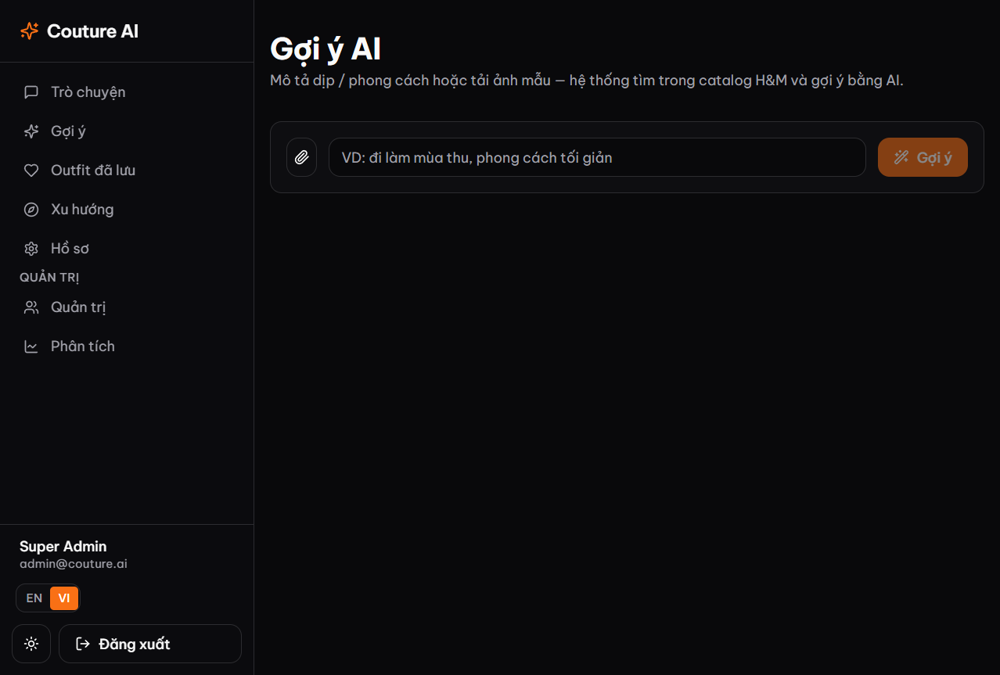 Couture AI
Trò chuyện
Gợi ý
Outfit đã lưu
Xu hướng
Hồ sơ
QUẢN TRỊ
Quản trị
Phân tích
Super Admin
admin@couture.ai
EN VI
Đăng xuất
Gợi ý AI
Mô tả dịp / phong cách hoặc tải ảnh mẫu — hệ thống tìm trong catalog H&M và gợi ý bằng AI.
VD: đi làm mùa thu, phong cách tối giản
Gợi ý